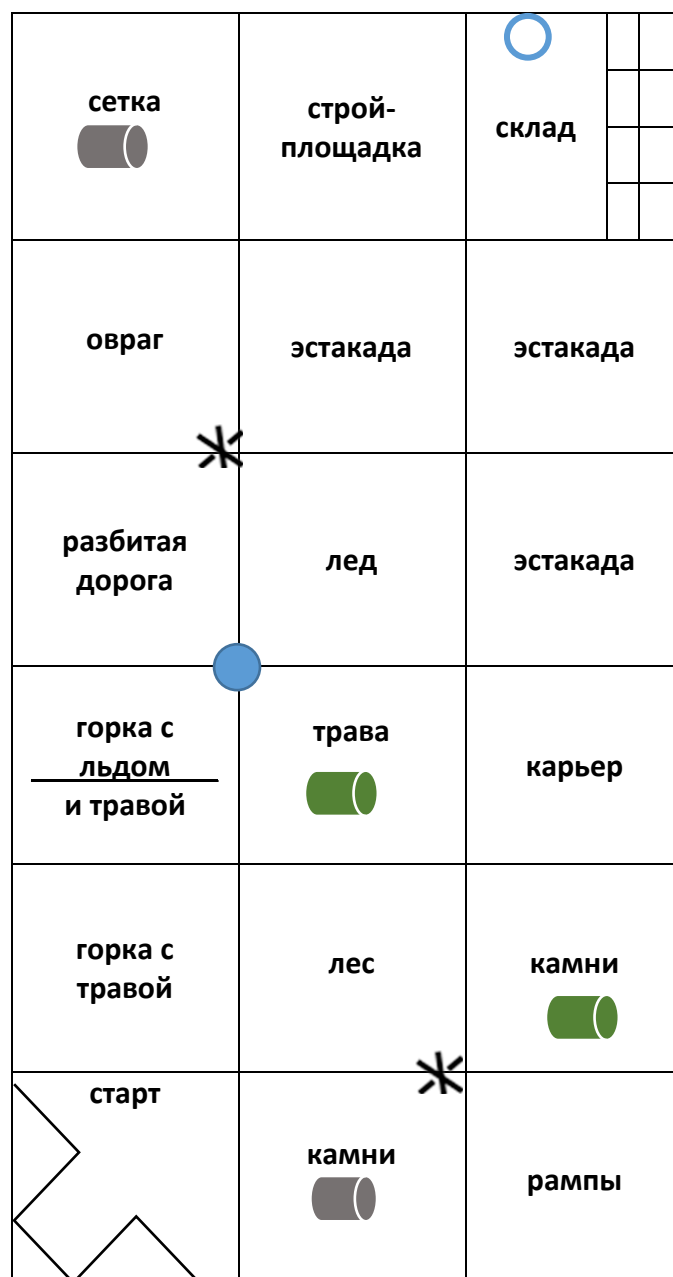 сетка
строй-
площадка
склад
овраг
эстакада
эстакада
разбитая
дорога
лед
эстакада
горка с
льдом
и травой
трава
карьер
горка с
травой
лес
камни
старт
камни
рампы